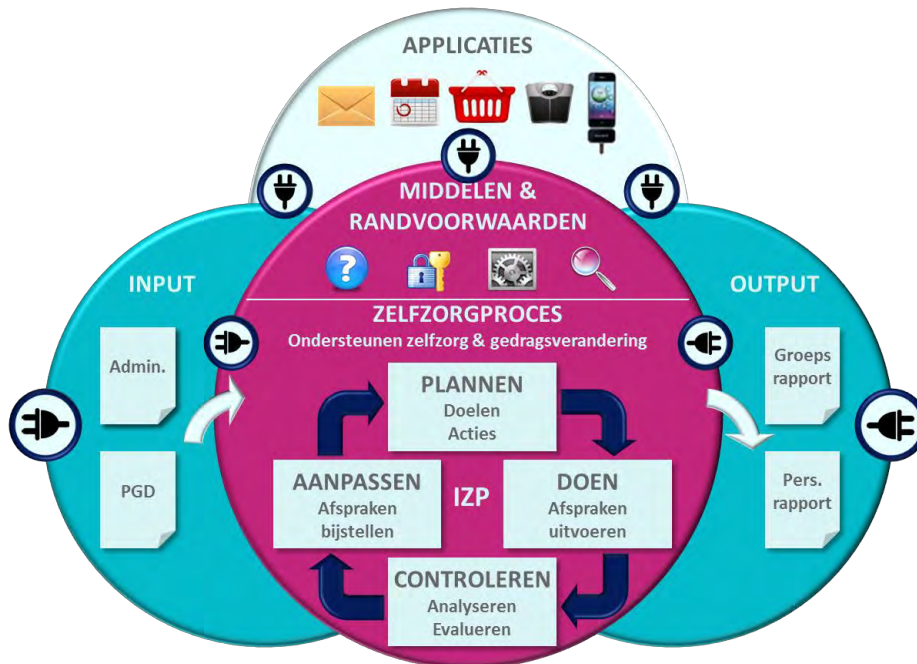 APPLICATIES
MIDDELEN &
RANDVOORWAARDEN
INPUT
Admin.
PGD
ZELFZORGPROCES
Ondersteunen zelfzorg & gedragsverandering
PLANNEN
Doelen
Acties
AANPASSEN
Afspraken
bijstellen
IZP
DOEN
Afspraken
uitvoeren
CONTROLEREN
Analyseren
Evalueren
OUTPUT
Groeps
rapport
Pers.
rapport